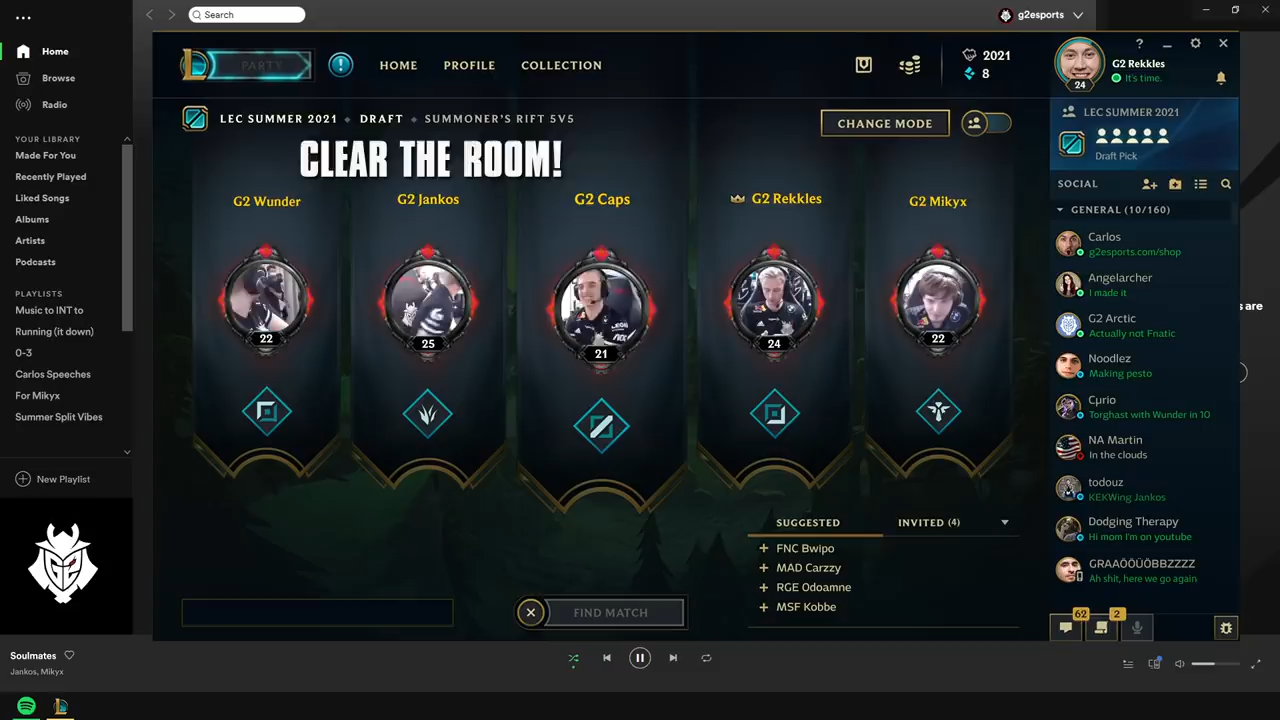 Search
g2esports
Home
Browse
Radio
YOUR LIBRARY
Made For You
Recently Played
Liked Songs
Albums
Artists
Podcasts
PLAYLISTS
Music to INT to
Running (it down)
0-3
Carlos Speeches
For Mikyx
Summer Split Vibes
New Playlist
PARTY
HOME
PROFILE
COLLECTION
2021
8
LEC SUMMER 2021
DRAFT
SUMMONER'S RIFT 5V5
CHANGE MODE
CLEAR THE ROOM!
G2 Wunder
G2 Jankos
G2 Caps
G2 Rekkles
G2 Mikyx
22
25
21
24
22
SUGGESTED
INVITED (4)
+ FNC Bwipo
+ MAD Carzzy
+ RGE Odoamne
+ MSF Kobbe
FIND MATCH
G2 Rekkles
It's time.
24
LEC SUMMER 2021
Draft Pick
SOCIAL
GENERAL (10/160)
Carlos
g2esports.com/shop
Angelarcher
I made it
G2 Arctic
Actually not Fnatic
Noodlez
Making pesto
Cμrio
Torghast with Wunder in 10
NA Martin
In the clouds
todouz
KEKWing Jankos
Dodging Therapy
Hi mom I'm on youtube
GRAAÖÖÜÖBBZZZZ
Ah shit, here we go again
62
2
s are
Soulmates
Jankos, Mikyx